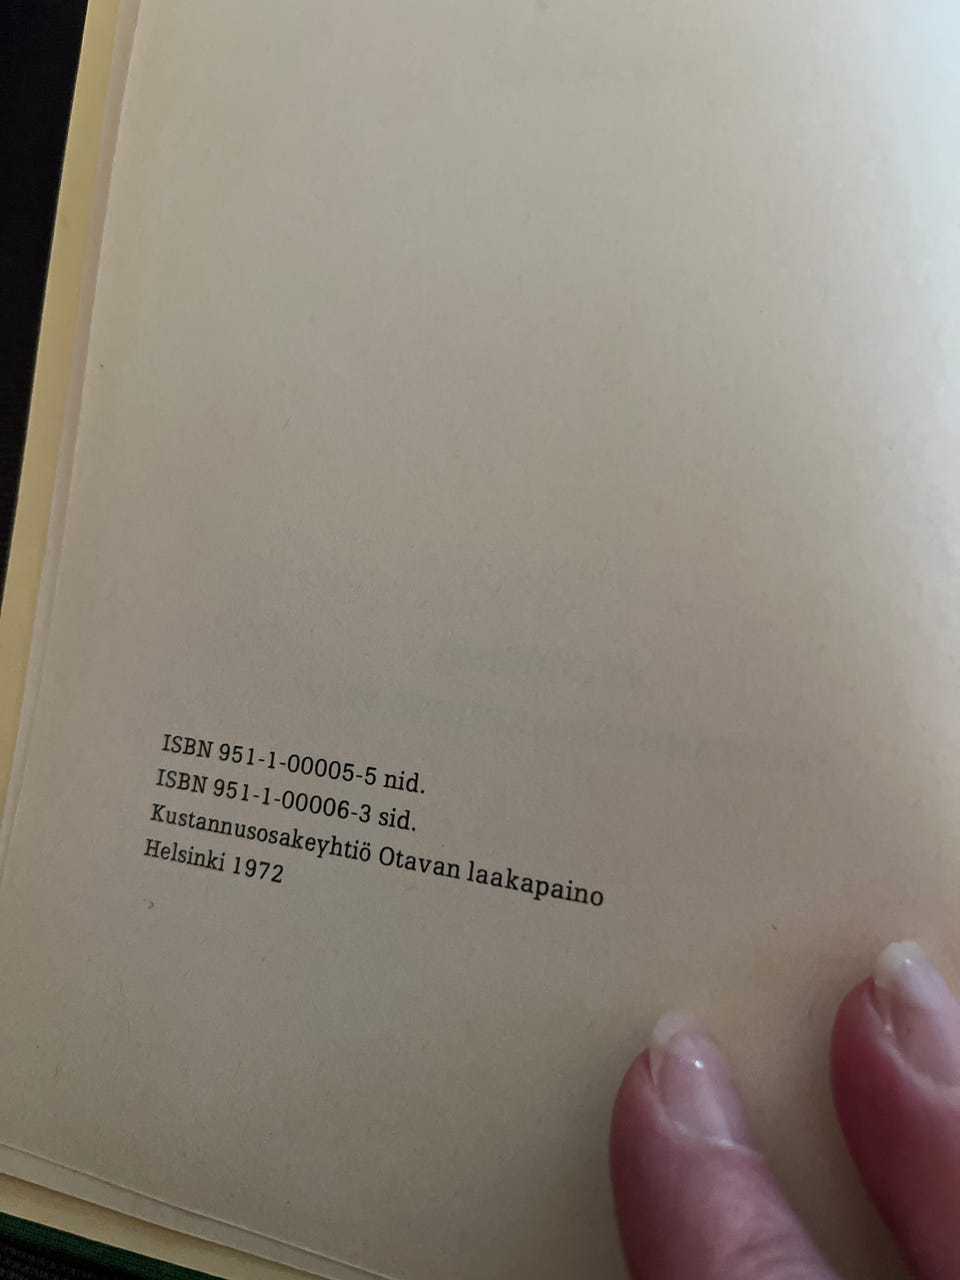 ISBN 951-1-00005-5 nid.
ISBN 951-1-00006-3 sid.
Kustannusosakeyhtiö Otavan laakapaino
Helsinki 1972